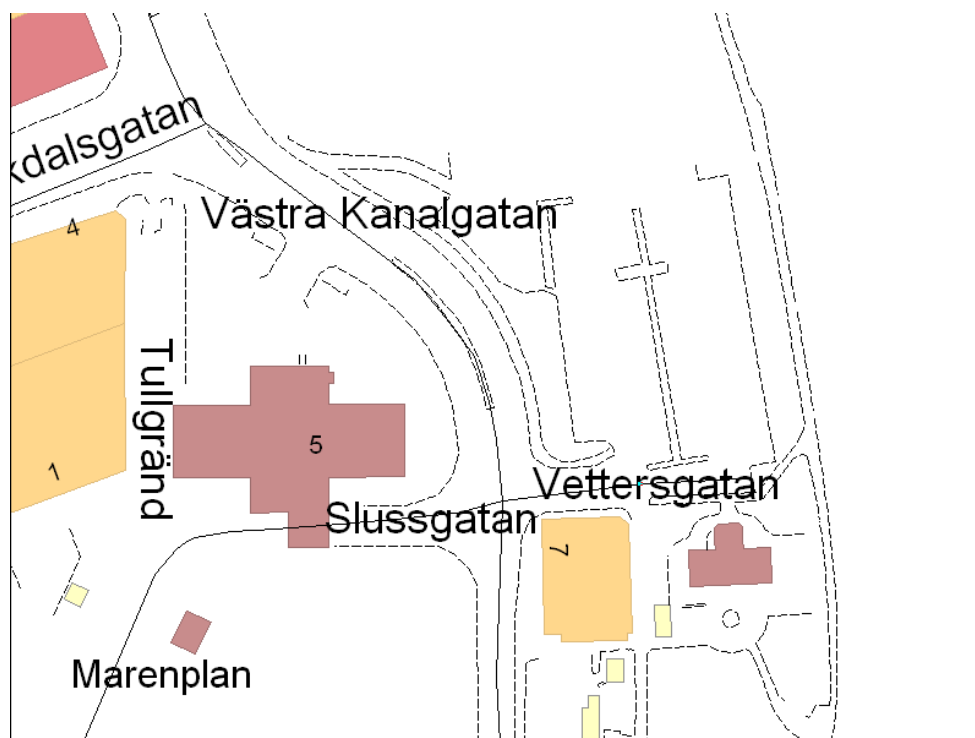 kdalsgatan
4
Västra Kanalgatan
Tullgränd
5
1
Vettersgatan
Slussgatan
7
Marenplan